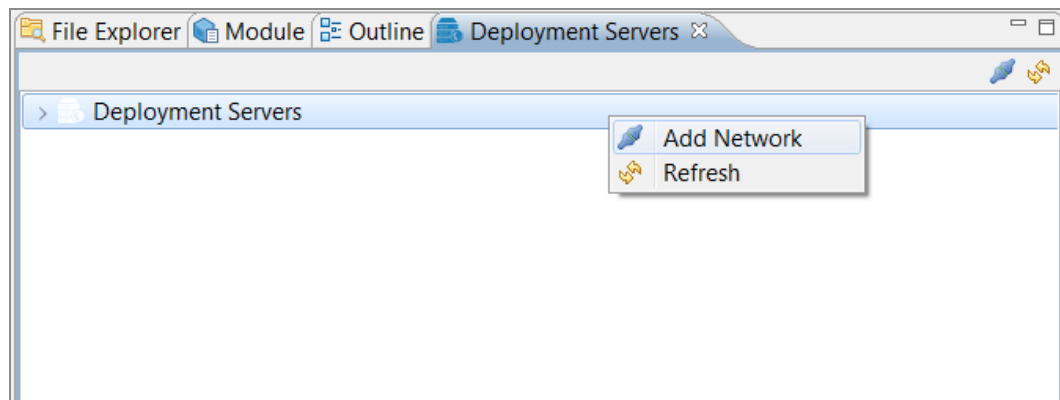 File Explorer Module Outline Deployment Servers
Deployment Servers
Add Network
Refresh